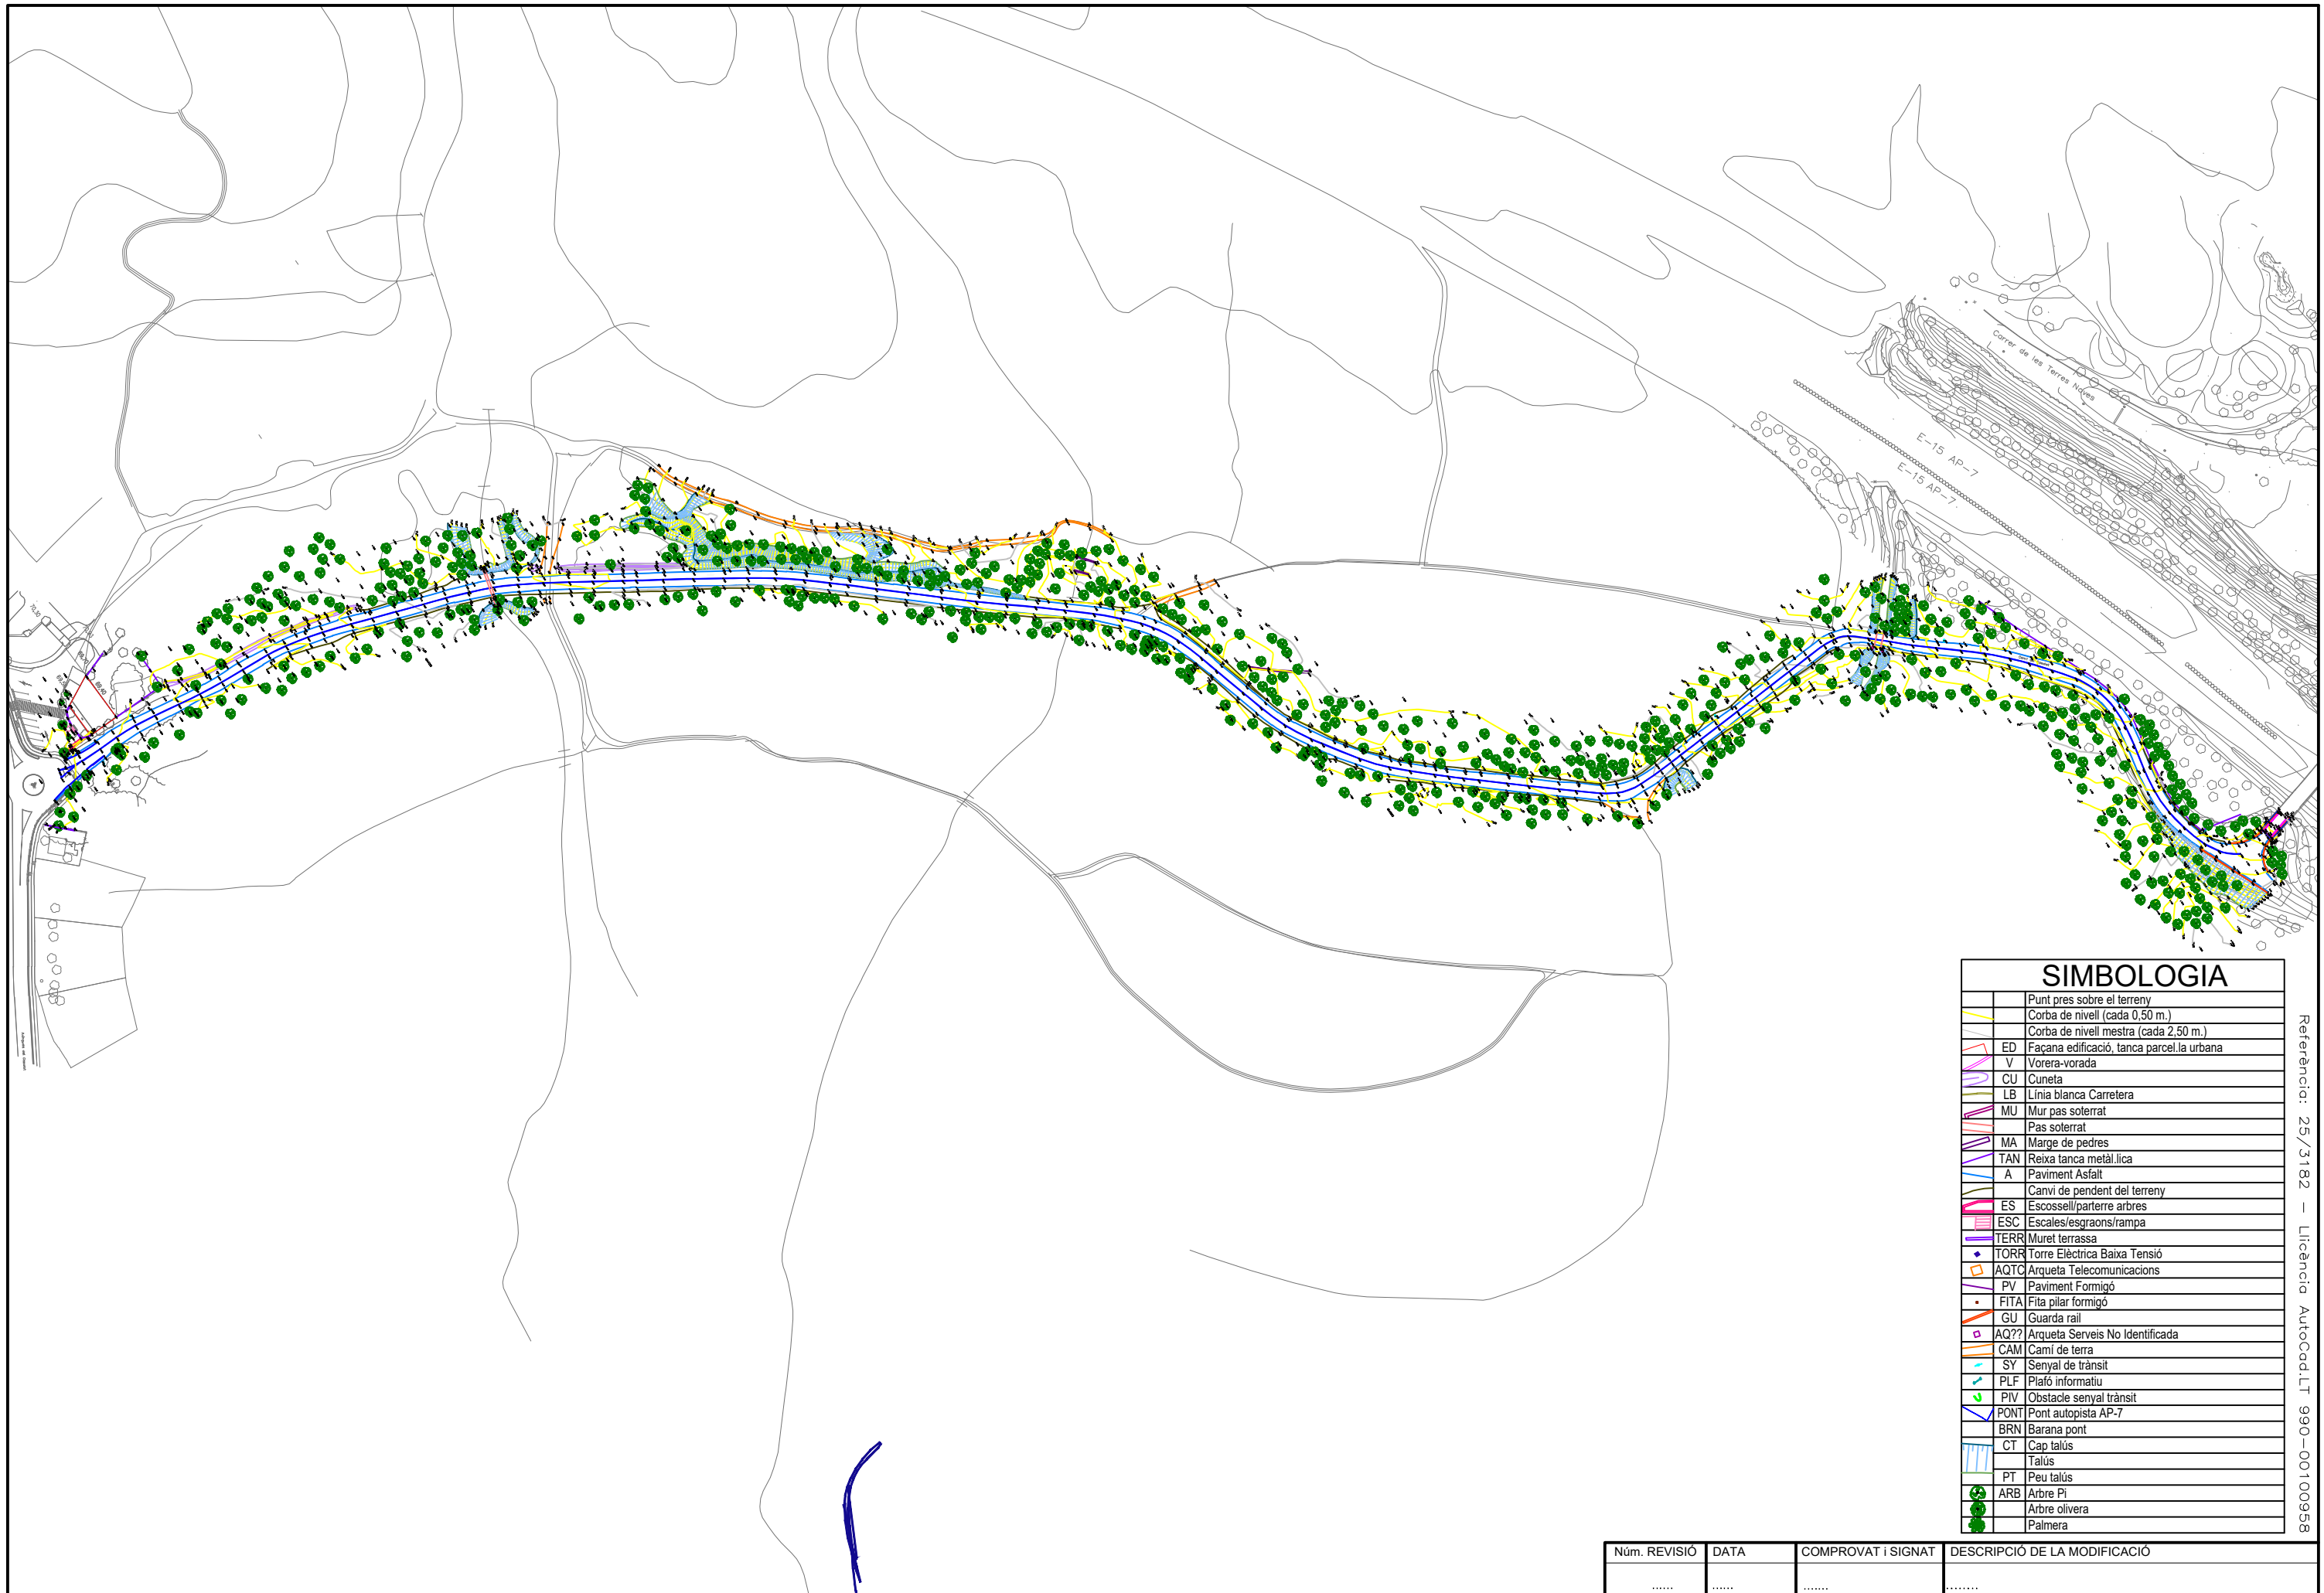 Carrer de les Terres Noves
E-15 AP-7
E-15 AP-7
70.30
69.40
SIMBOLOGIA
Punt pres sobre el terreny
Corba de nivell (cada 0,50 m.)
Corba de nivell mestra (cada 2,50 m.)
ED Façana edificació, tanca parcel.la urbana
V Vorera-vorada
CU Cuneta
LB Línia blanca Carretera
MU Mur pas soterrat
Pas soterrat
MA Marge de pedres
TAN Reixa tanca metàl.lica
A Paviment Asfalt
Canvi de pendent del terreny
ES Escossell/parterre arbres
ESC Escales/esgraons/rampa
TERR Muret terrassa
TORR Torre Elèctrica Baixa Tensió
AQTC Arqueta Telecomunicacions
PV Paviment Formigó
FITA Fita pilar formigó
GU Guarda rail
AQ?? Arqueta Serveis No Identificada
CAM Camí de terra
SY Senyal de trànsit
PLF Plafó informatiu
PIV Obstacle senyal trànsit
PONT Pont autopista AP-7
BRN Barana pont
CT Cap talús
Talús
PT Peu talús
ARB Arbre Pi
Arbre olivera
Palmera
Referència: 25/3182 - Llicència AutoCad.LT 990-00100958
Núm. REVISIÓ DATA COMPROVAT i SIGNAT DESCRIPCIÓ DE LA MODIFICACIÓ
...... ...... ....... ........